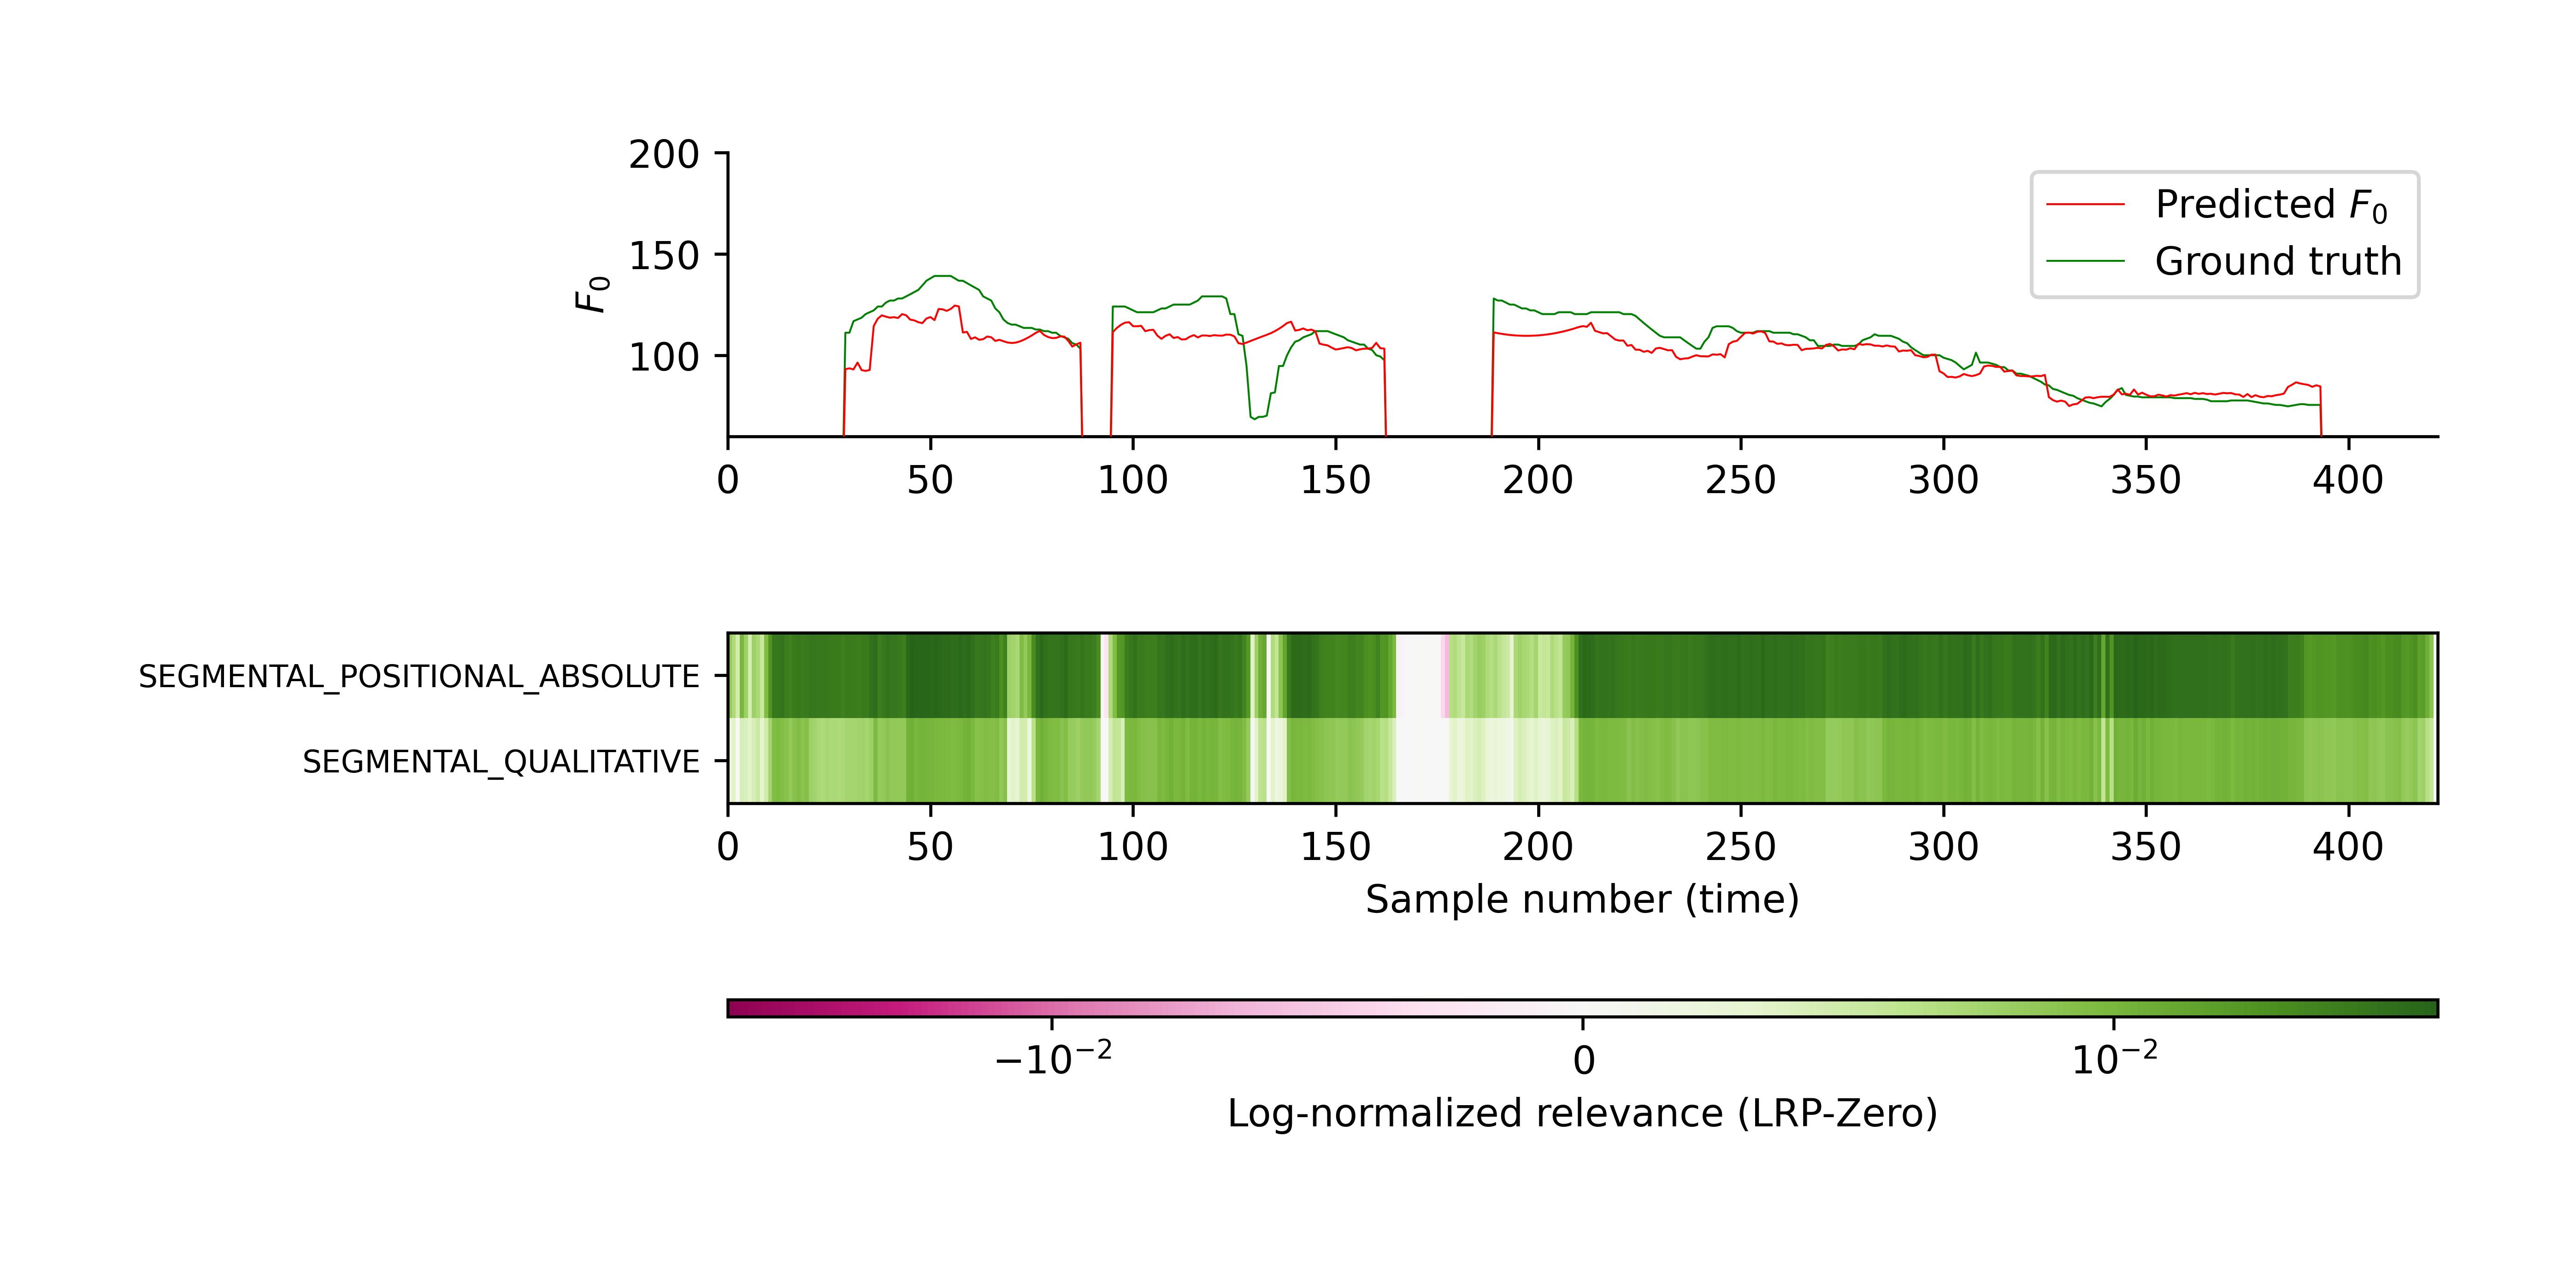 200
150
100
F₀
Predicted F₀
Ground truth
0 50 100 150 200 250 300 350 400
SEGMENTAL_POSITIONAL_ABSOLUTE
SEGMENTAL_QUALITATIVE
0 50 100 150 200 250 300 350 400
Sample number (time)
−10⁻² 0 10⁻²
Log-normalized relevance (LRP-Zero)